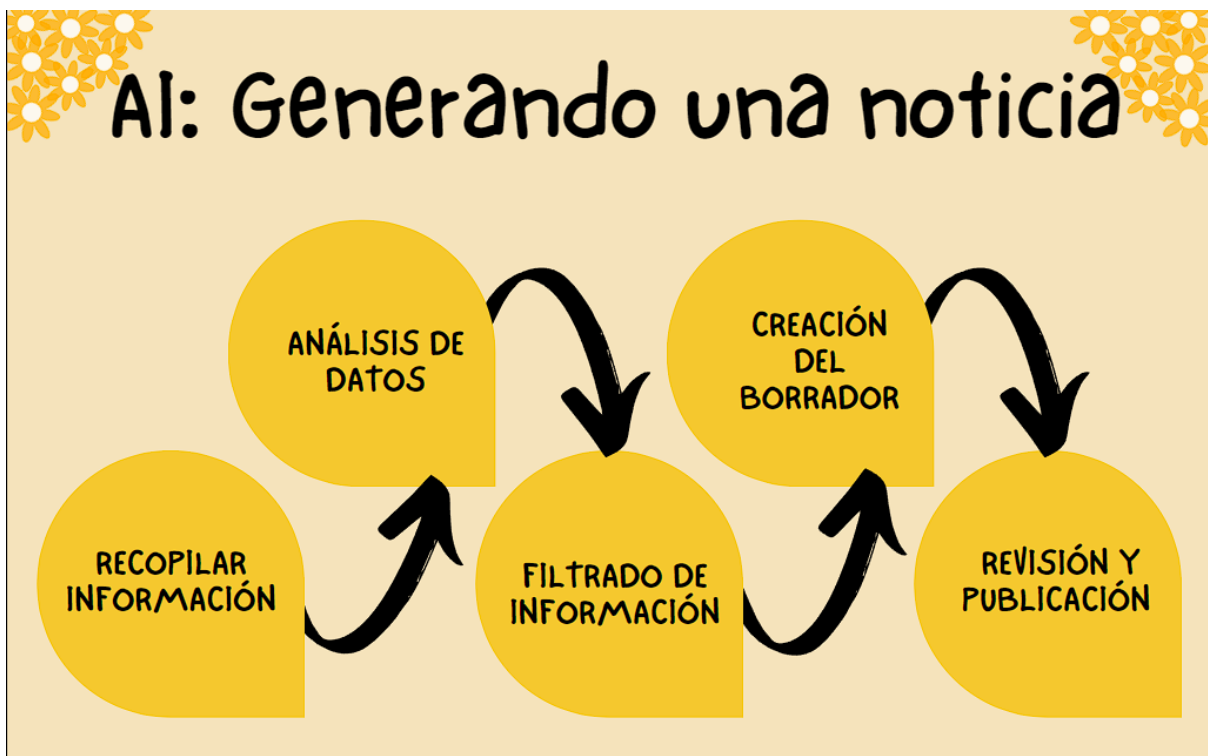 AI: Generando una noticia
RECOPILAR
INFORMACIÓN
ANÁLISIS DE
DATOS
FILTRADO DE
INFORMACIÓN
CREACIÓN
DEL
BORRADOR
REVISIÓN Y
PUBLICACIÓN